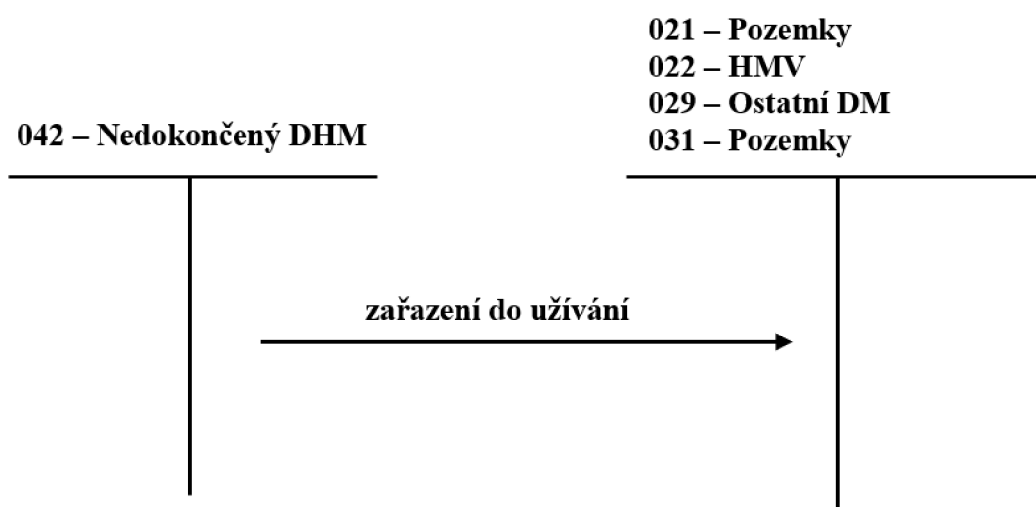 021 – Pozemky
022 – HMV
029 – Ostatní DM
031 – Pozemky
042 – Nedokončený DHM
zařazení do užívání